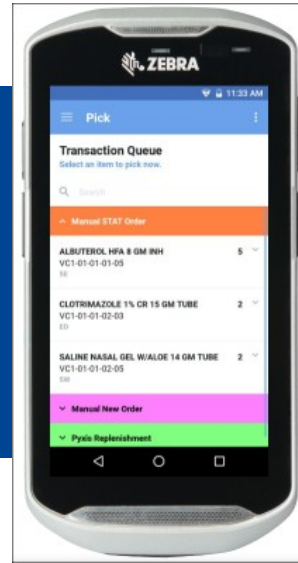 ZEBRA
11:33 AM
Pick
Transaction Queue
Select an item to pick now.
Search
Manual STAT Order
ALBUTEROL HFA 8 GM INH 5
VC1-01-01-01-05
SE
CLOTRIMAZOLE 1% CR 15 GM TUBE 2
VC1-01-01-02-03
ED
SALINE NASAL GEL W/ALOE 14 GM TUBE 2
VC1-01-01-02-05
5W
Manual New Order
Pyxis Replenishment